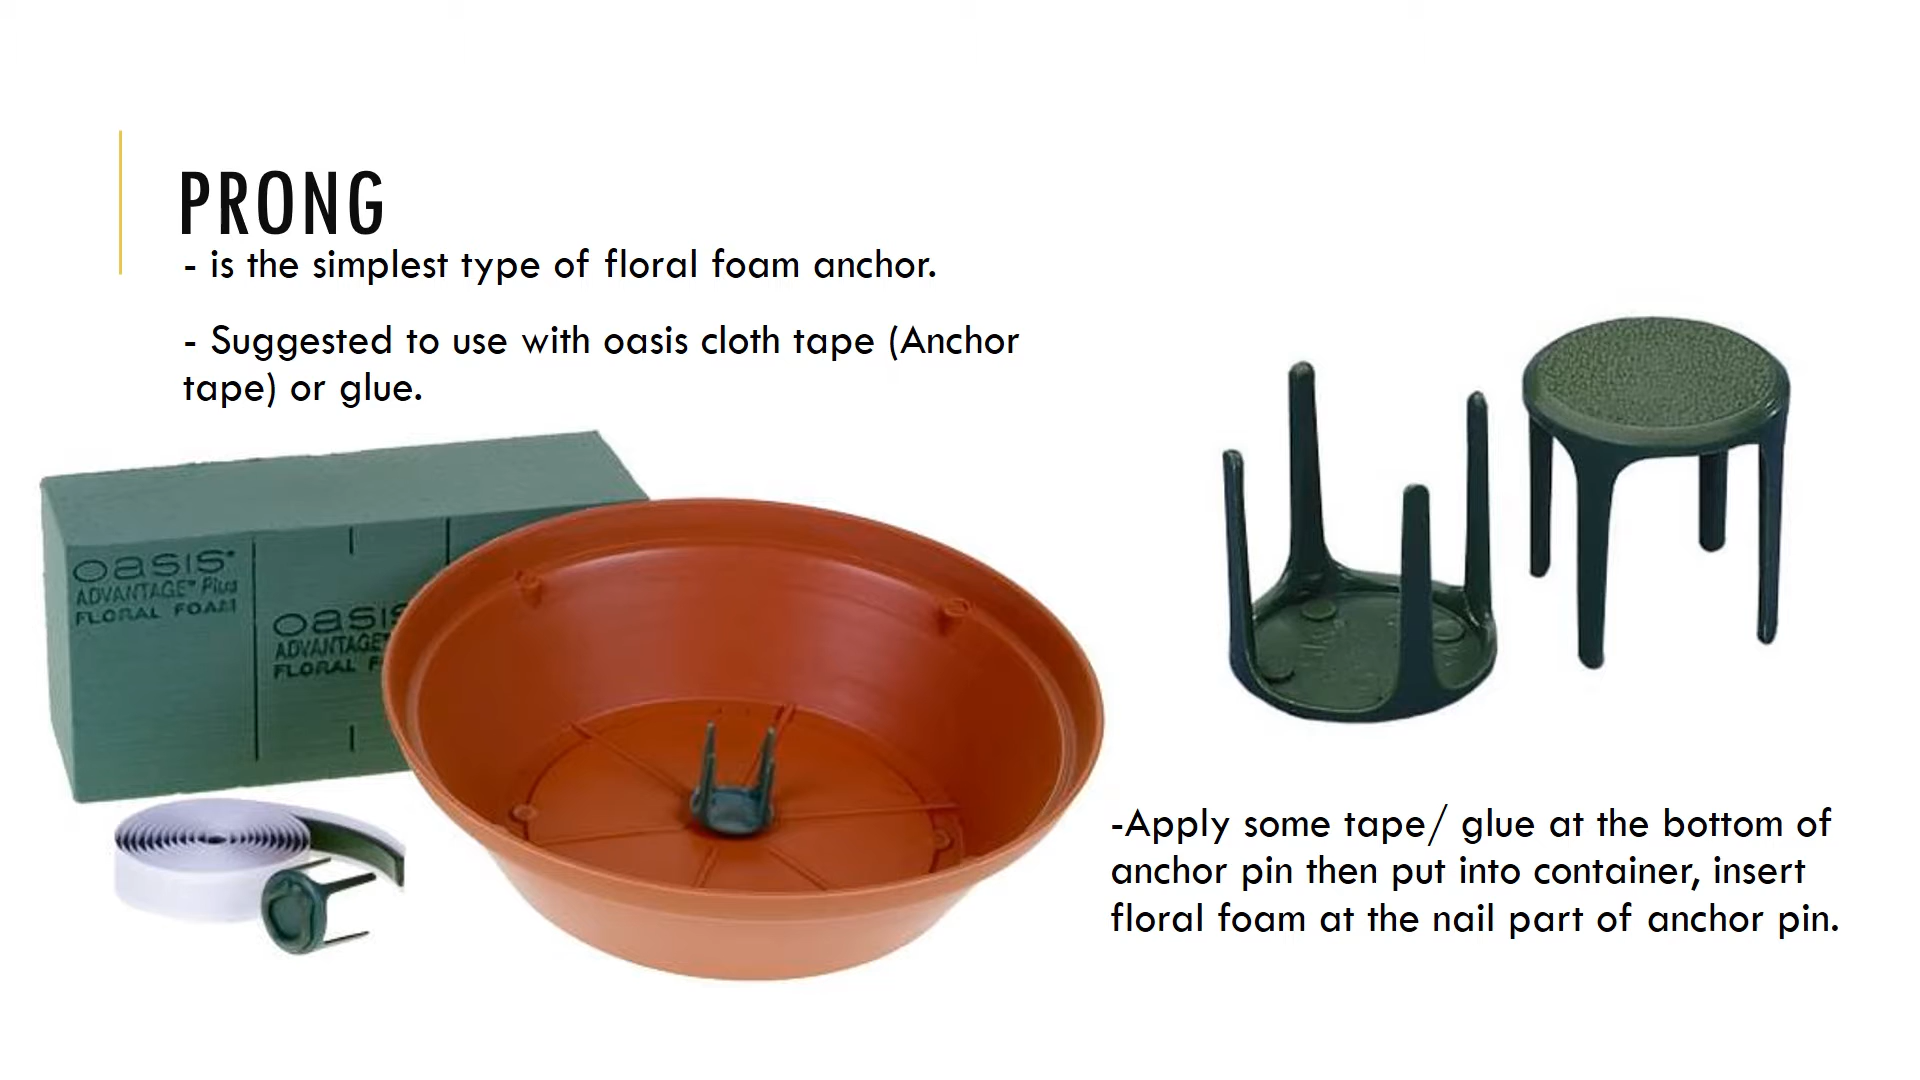 PRONG
- is the simplest type of floral foam anchor.
- Suggested to use with oasis cloth tape (Anchor
tape) or glue.
oasis®
ADVANTAGE™ Plus
FLORAL FOAM
oasis
ADVANTAGE
FLORAL F
-Apply some tape/ glue at the bottom of
anchor pin then put into container, insert
floral foam at the nail part of anchor pin.